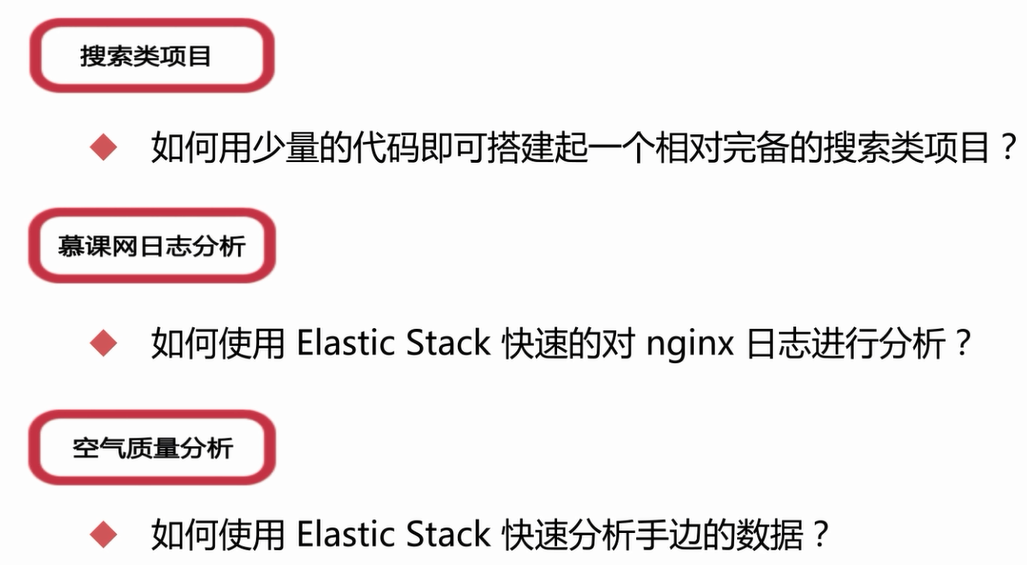 搜索类项目
如何用少量的代码即可搭建起一个相对完备的搜索类项目？
慕课网日志分析
如何使用 Elastic Stack 快速的对 nginx 日志进行分析？
空气质量分析
如何使用 Elastic Stack 快速分析手边的数据？